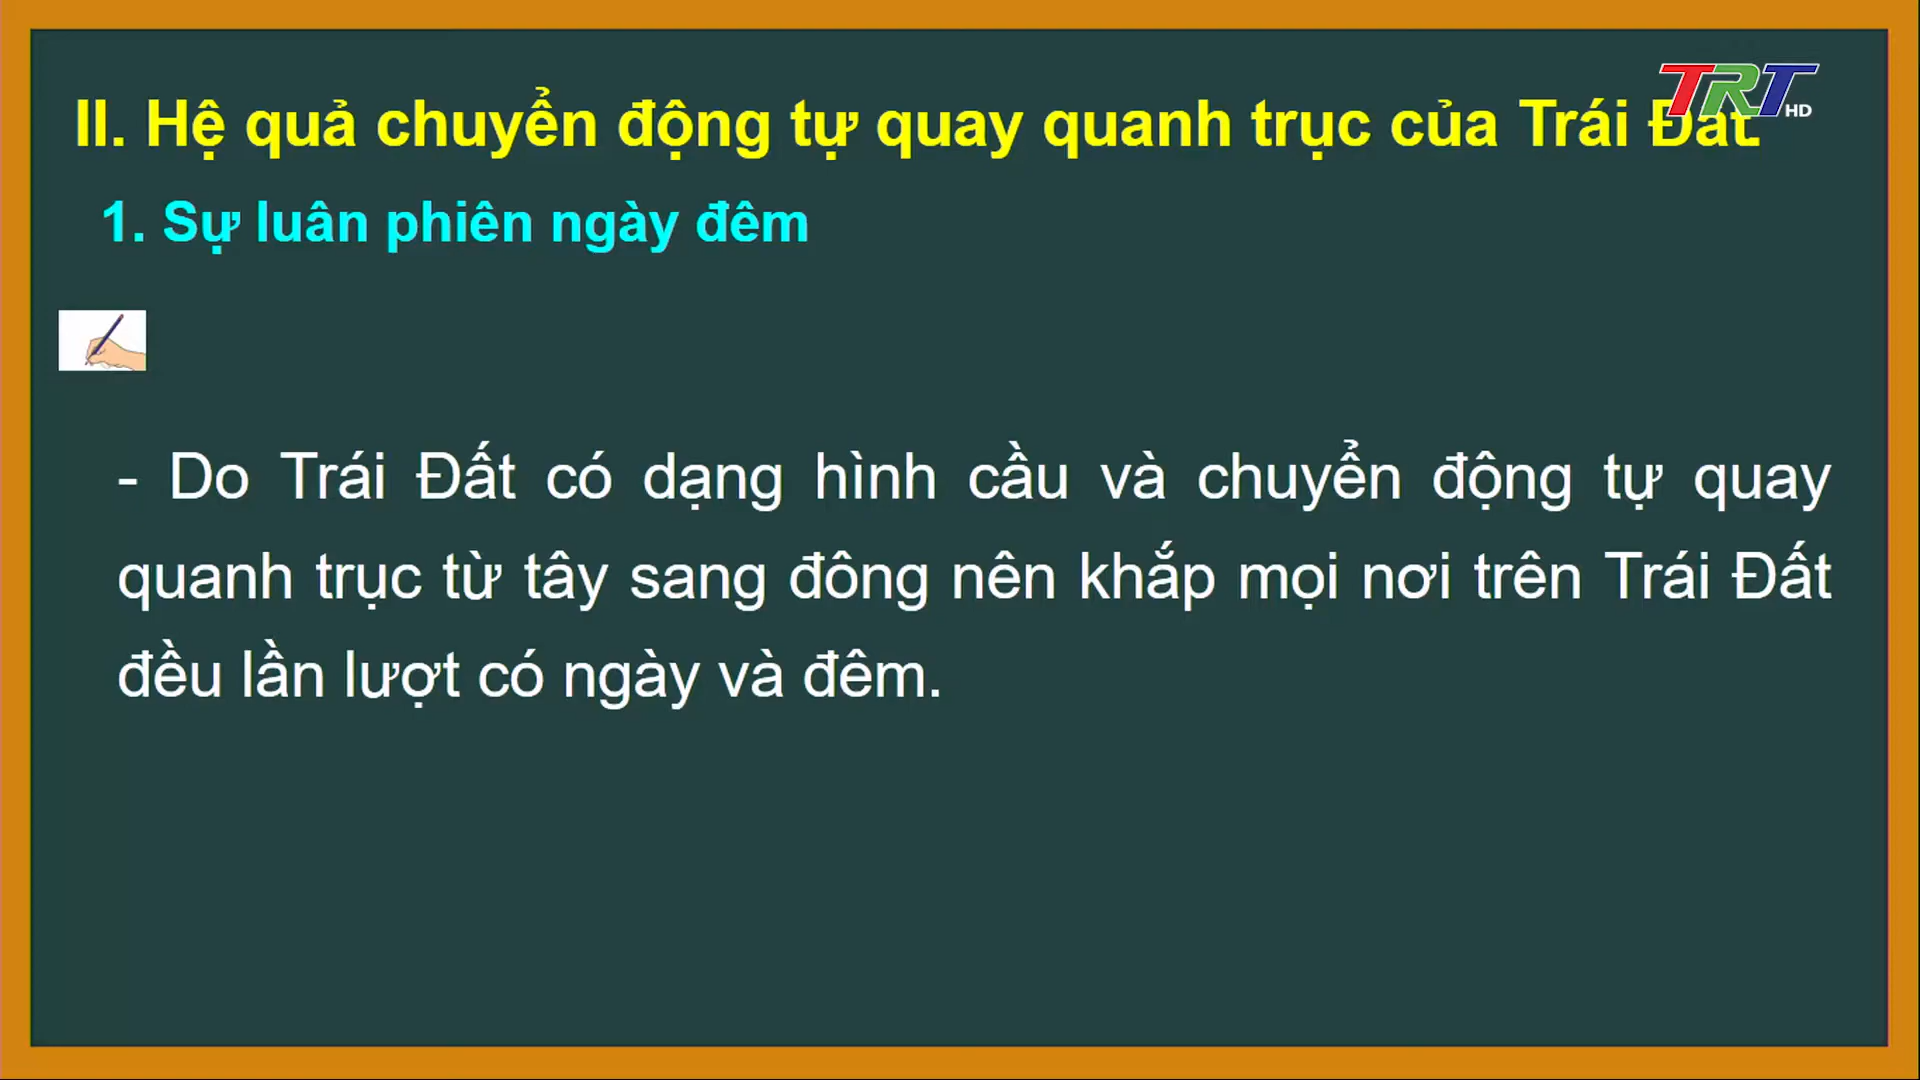 TRT HD
II. Hệ quả chuyển động tự quay quanh trục của Trái Đất
1. Sự luân phiên ngày đêm
- Do Trái Đất có dạng hình cầu và chuyển động tự quay
quanh trục từ tây sang đông nên khắp mọi nơi trên Trái Đất
đều lần lượt có ngày và đêm.